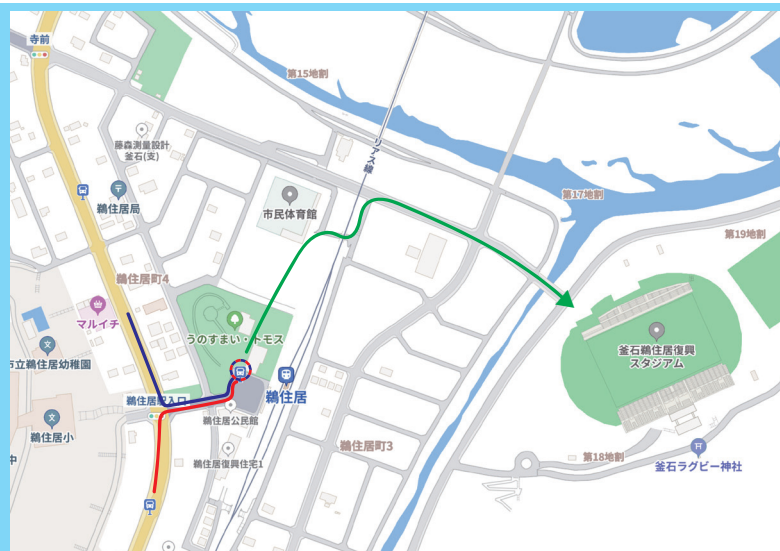 寺前
第15地割
藤森測量設計
釜石(支)
リアス線
鵜住居局
市民体育館
第17地割
第19地割
鵜住居町4
マルイチ
うのすまい・トモス
釜石鵜住居復興
スタジアム
市立鵜住居幼稚園
鵜住居駅入口
鵜住居
鵜住居公民館
鵜住居小
鵜住居町3
中
鵜住居復興住宅1
第18地割
釜石ラグビー神社